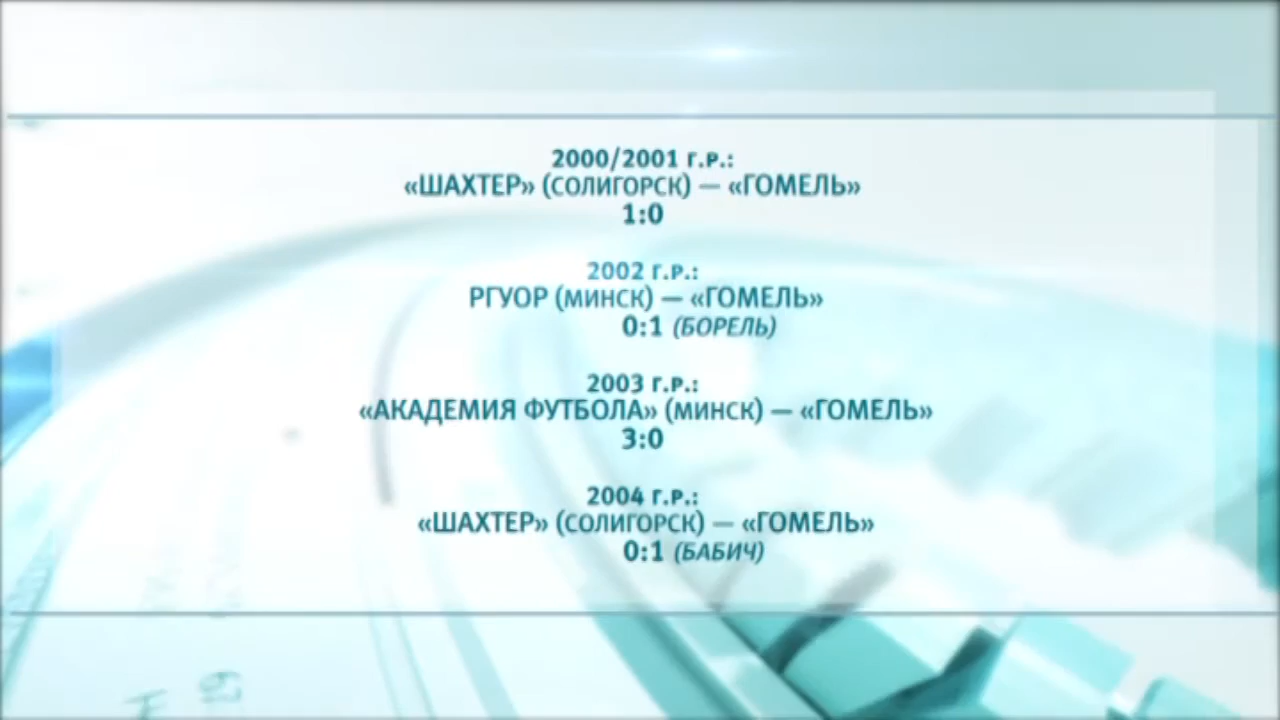 2000/2001 г.р.:
«ШАХТЕР» (СОЛИГОРСК) — «ГОМЕЛЬ»
1:0
2002 г.р.:
РГУОР (МИНСК) — «ГОМЕЛЬ»
0:1 (БОРЕЛЬ)
2003 г.р.:
«АКАДЕМИЯ ФУТБОЛА» (МИНСК) — «ГОМЕЛЬ»
3:0
2004 г.р.:
«ШАХТЕР» (СОЛИГОРСК) — «ГОМЕЛЬ»
0:1 (БАБИЧ)